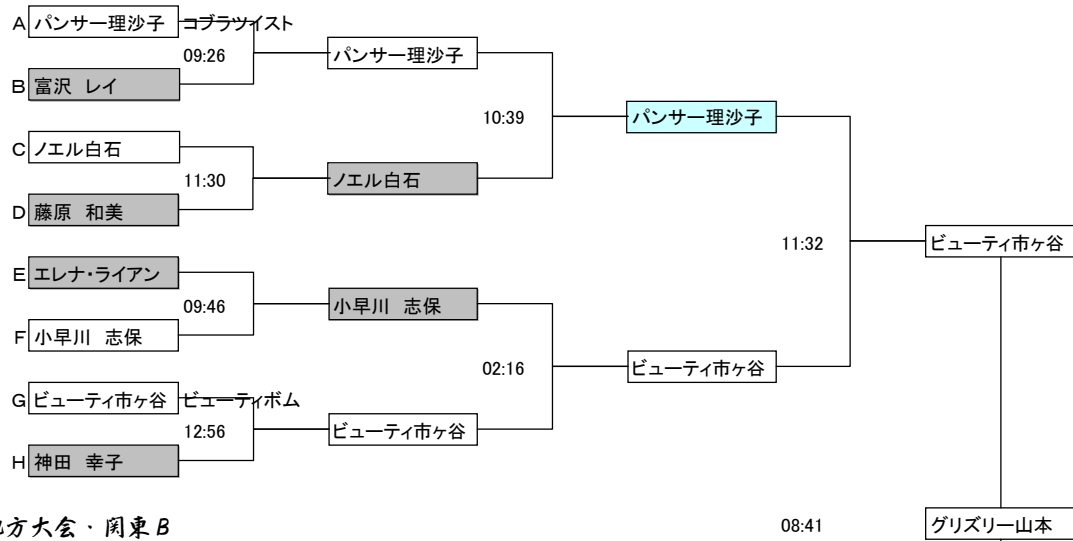 A パンサー理沙子 コブラツイスト
09:26
パンサー理沙子
B 富沢 レイ
10:39
パンサー理沙子
C ノエル白石
11:30
ノエル白石
D 藤原 和美
11:32
ビューティ市ヶ谷
E エレナ・ライアン
09:46
小早川 志保
F 小早川 志保
02:16
ビューティ市ヶ谷
G ビューティ市ヶ谷 ビューティボム
12:56
ビューティ市ヶ谷
H 神田 幸子
方大会・関東B
08:41
グリズリー山本